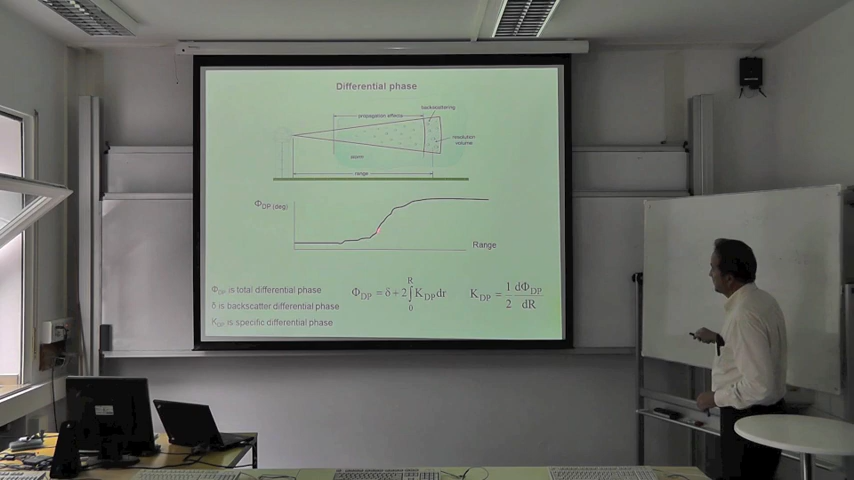 Differential phase
backscattering
propagation effects
resolution
volume
storm
range
Φ_DP (deg)
Range
Φ_DP is total differential phase
δ is backscatter differential phase
K_DP is specific differential phase
Φ_DP = δ + 2∫₀ᴿ K_DP dr
K_DP = 1/2 dΦ_DP/dR